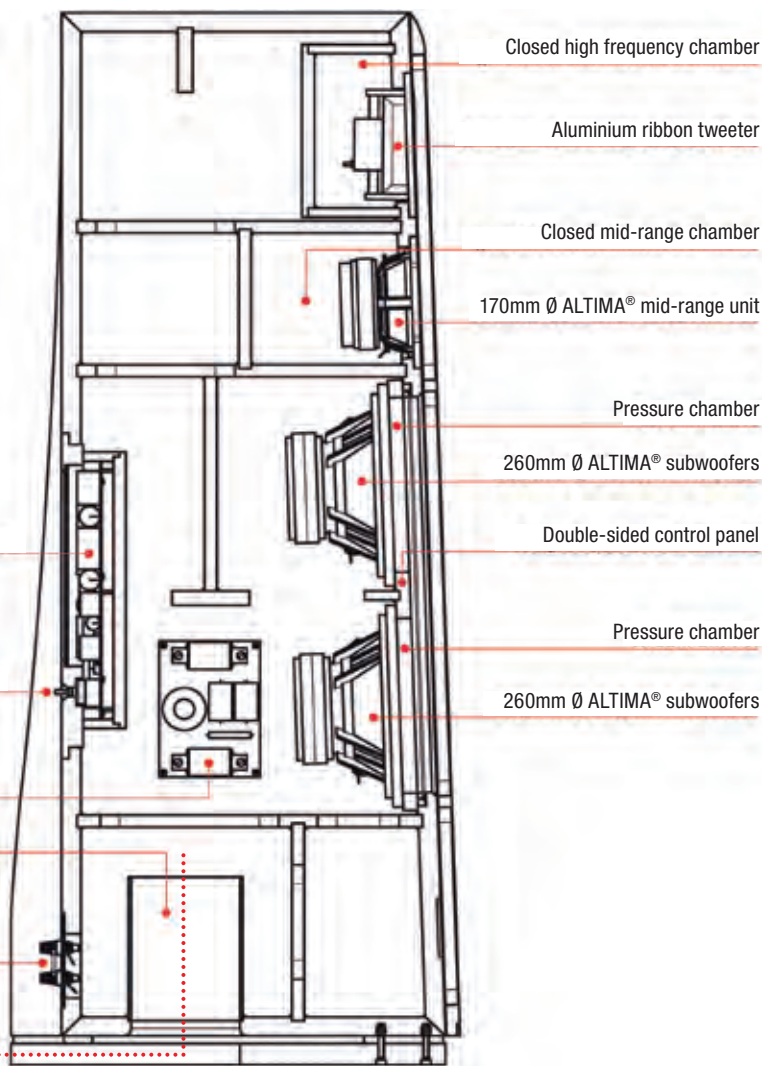 Closed high frequency chamber
Aluminium ribbon tweeter
Closed mid-range chamber
170mm Ø ALTIMA® mid-range unit
Pressure chamber
260mm Ø ALTIMA® subwoofers
Double-sided control panel
Pressure chamber
260mm Ø ALTIMA® subwoofers